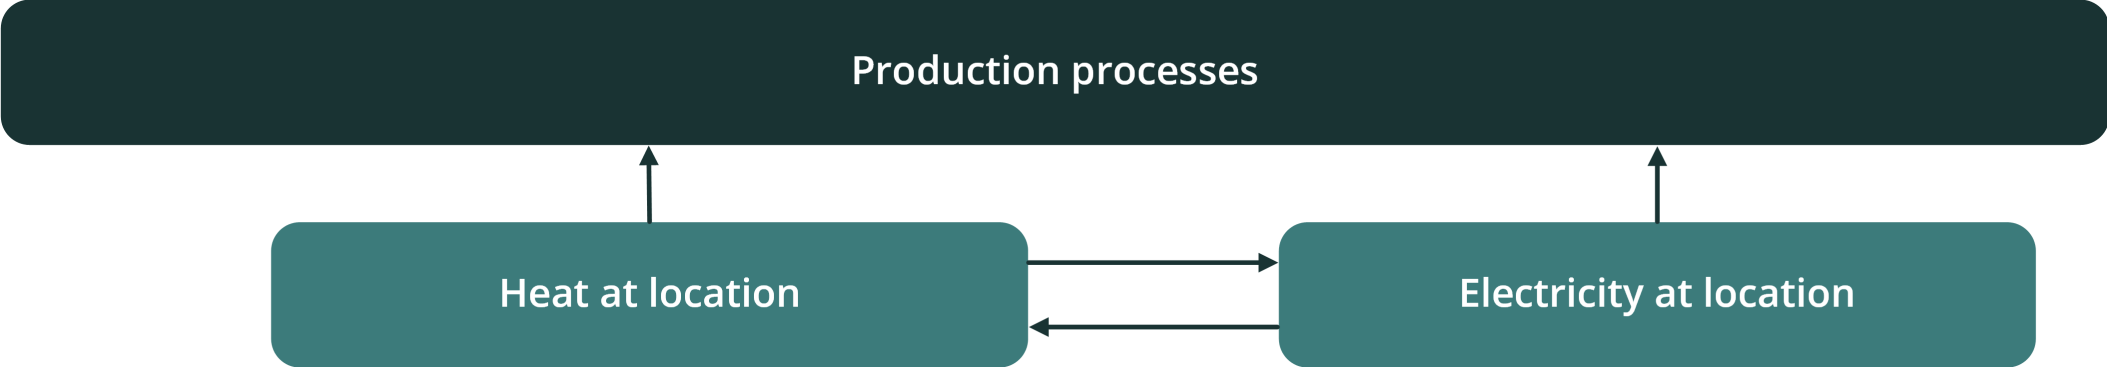 Production processes
Heat at location
Electricity at location